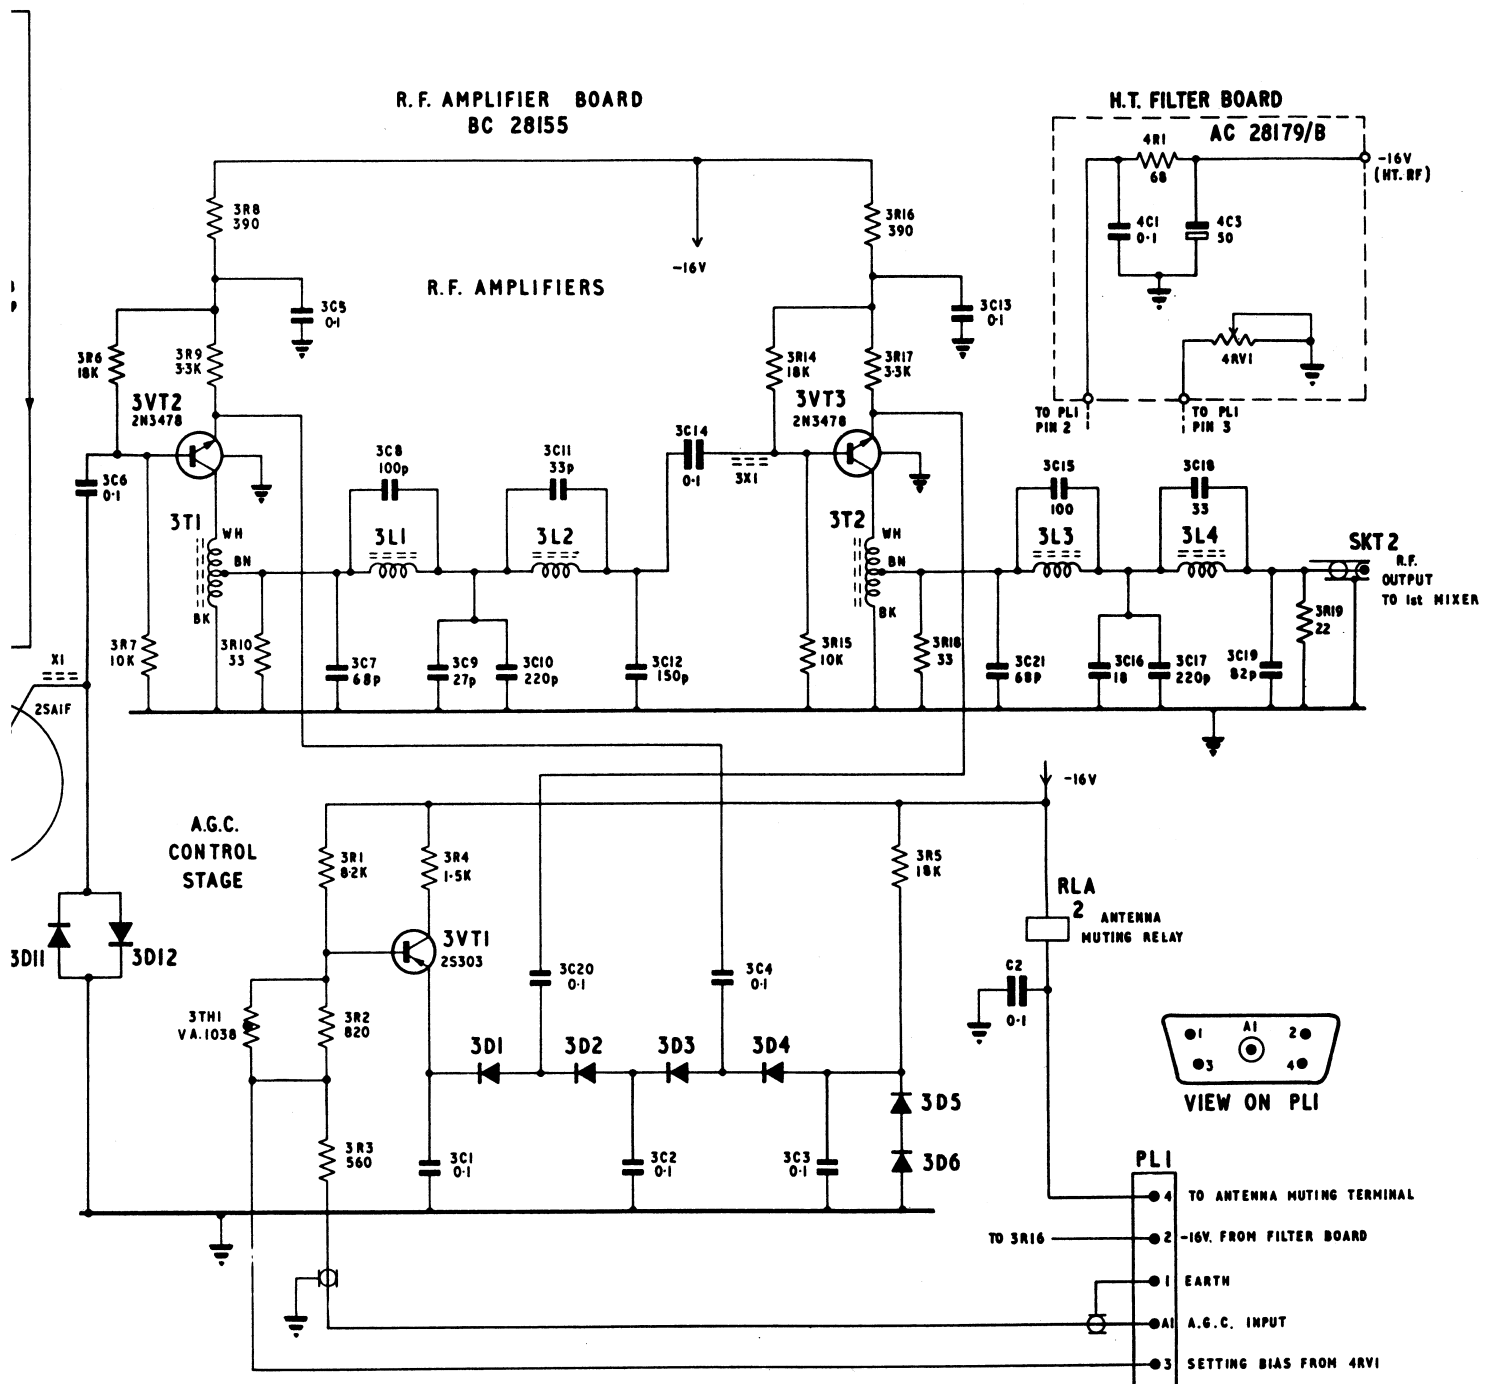 R.F. AMPLIFIER BOARD
BC 28155
H.T. FILTER BOARD
AC 28179/B
4R1
68
-16V
(HT. RF)
4C1
0·1
4C3
50
4RV1
TO PL1
PIN 2
TO PL1
PIN 3
3R8
390
3R16
390
-16V
R.F. AMPLIFIERS
3C5
0·1
3C13
0·1
3R6
18K
3R9
3·3K
3R14
18K
3R17
3·3K
3VT2
2N3478
3VT3
2N3478
3C6
0·1
3C8
100p
3C11
33p
3C14
0·1
3X1
3C15
100
3C18
33
3T1
WH
BN
BK
3L1
3L2
3T2
WH
BN
BK
3L3
3L4
SKT 2
R.F.
OUTPUT
TO 1st MIXER
3R7
10K
3R10
33
3C7
68p
3C9
27p
3C10
220p
3C12
150p
3R15
10K
3R18
33
3C21
68p
3C16
18
3C17
220p
3C19
82p
3R19
22
X1
2SA1F
-16V
A.G.C.
CONTROL
STAGE
3R1
8·2K
3R4
1·5K
3R5
18K
RLA
2
ANTENNA
MUTING RELAY
3D11
3D12
3VT1
2S303
3C20
0·1
3C4
0·1
C2
0·1
3TH1
VA.1038
3R2
820
3D1
3D2
3D3
3D4
3D5
3D6
1
A1
2
3
4
VIEW ON PL1
3R3
560
3C1
0·1
3C2
0·1
3C3
0·1
PL1
4 TO ANTENNA MUTING TERMINAL
TO 3R16 2 -16V. FROM FILTER BOARD
1 EARTH
A1 A.G.C. INPUT
3 SETTING BIAS FROM 4RV1